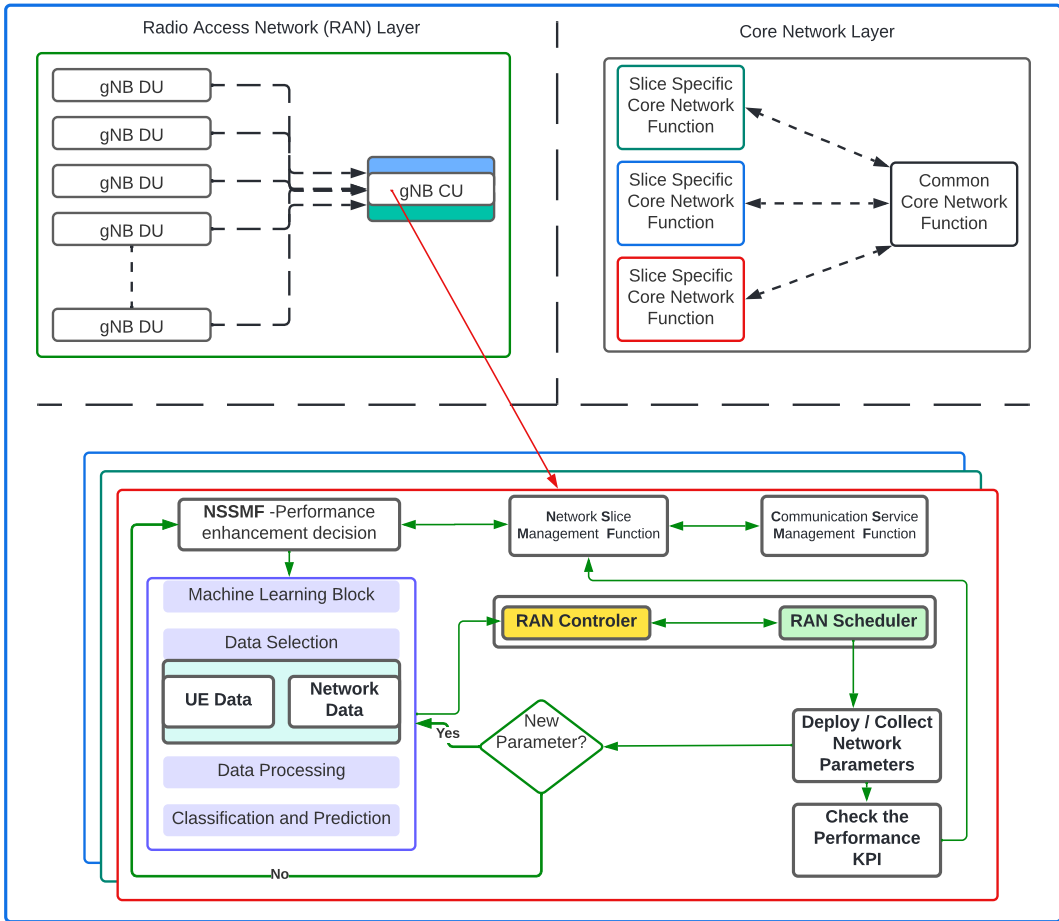 Radio Access Network (RAN) Layer
Core Network Layer
gNB DU
gNB DU
gNB DU
gNB DU
gNB DU
gNB CU
Slice Specific
Core Network
Function
Slice Specific
Core Network
Function
Slice Specific
Core Network
Function
Common
Core Network
Function
NSSMF -Performance
enhancement decision
Network Slice
Management Function
Communication Service
Management Function
Machine Learning Block
Data Selection
UE Data
Network
Data
Data Processing
Classification and Prediction
RAN Controler
RAN Scheduler
New
Parameter?
Yes
No
Deploy / Collect
Network
Parameters
Check the
Performance
KPI